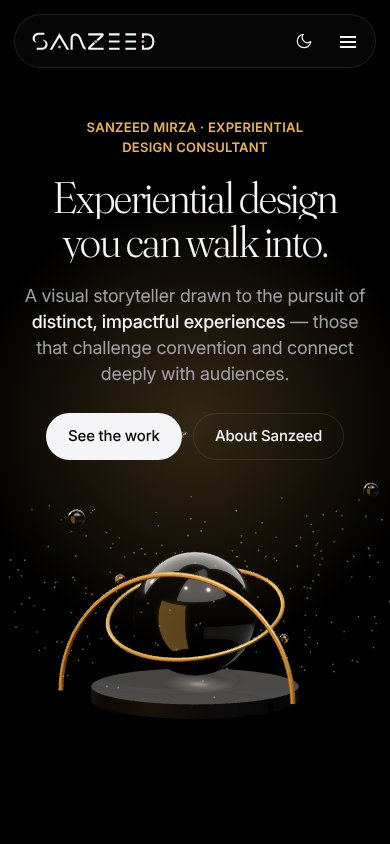 SANZEED
SANZEED MIRZA · EXPERIENTIAL
DESIGN CONSULTANT
Experiential design
you can walk into.
A visual storyteller drawn to the pursuit of
distinct, impactful experiences — those
that challenge convention and connect
deeply with audiences.
See the work
About Sanzeed